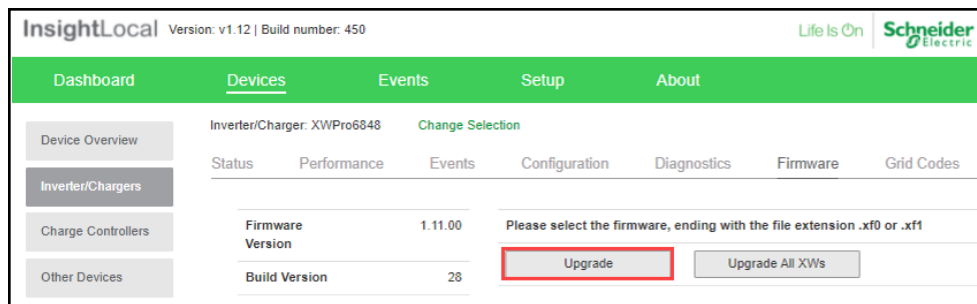 InsightLocal Version: v1.12 | Build number: 450
Life Is On Schneider Electric
Dashboard Devices Events Setup About
Device Overview
Inverter/Chargers
Charge Controllers
Other Devices
Inverter/Charger: XWPro6848 Change Selection
Status Performance Events Configuration Diagnostics Firmware Grid Codes
Firmware Version 1.11.00
Build Version 28
Please select the firmware, ending with the file extension .xf0 or .xf1
Upgrade Upgrade All XWs